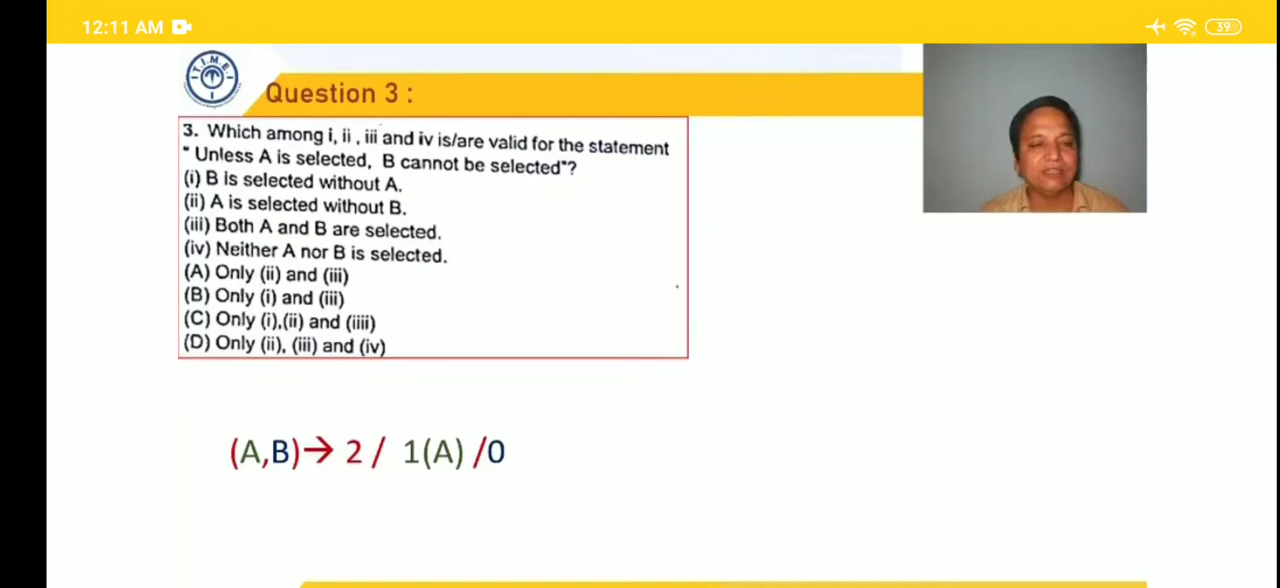 12:11 AM
39
T.I.M.E.
Question 3 :
3. Which among i, ii , iii and iv is/are valid for the statement
" Unless A is selected, B cannot be selected"?
(i) B is selected without A.
(ii) A is selected without B.
(iii) Both A and B are selected.
(iv) Neither A nor B is selected.
(A) Only (ii) and (iii)
(B) Only (i) and (iii)
(C) Only (i),(ii) and (iiii)
(D) Only (ii), (iii) and (iv)
(A,B)→ 2 / 1(A) /0